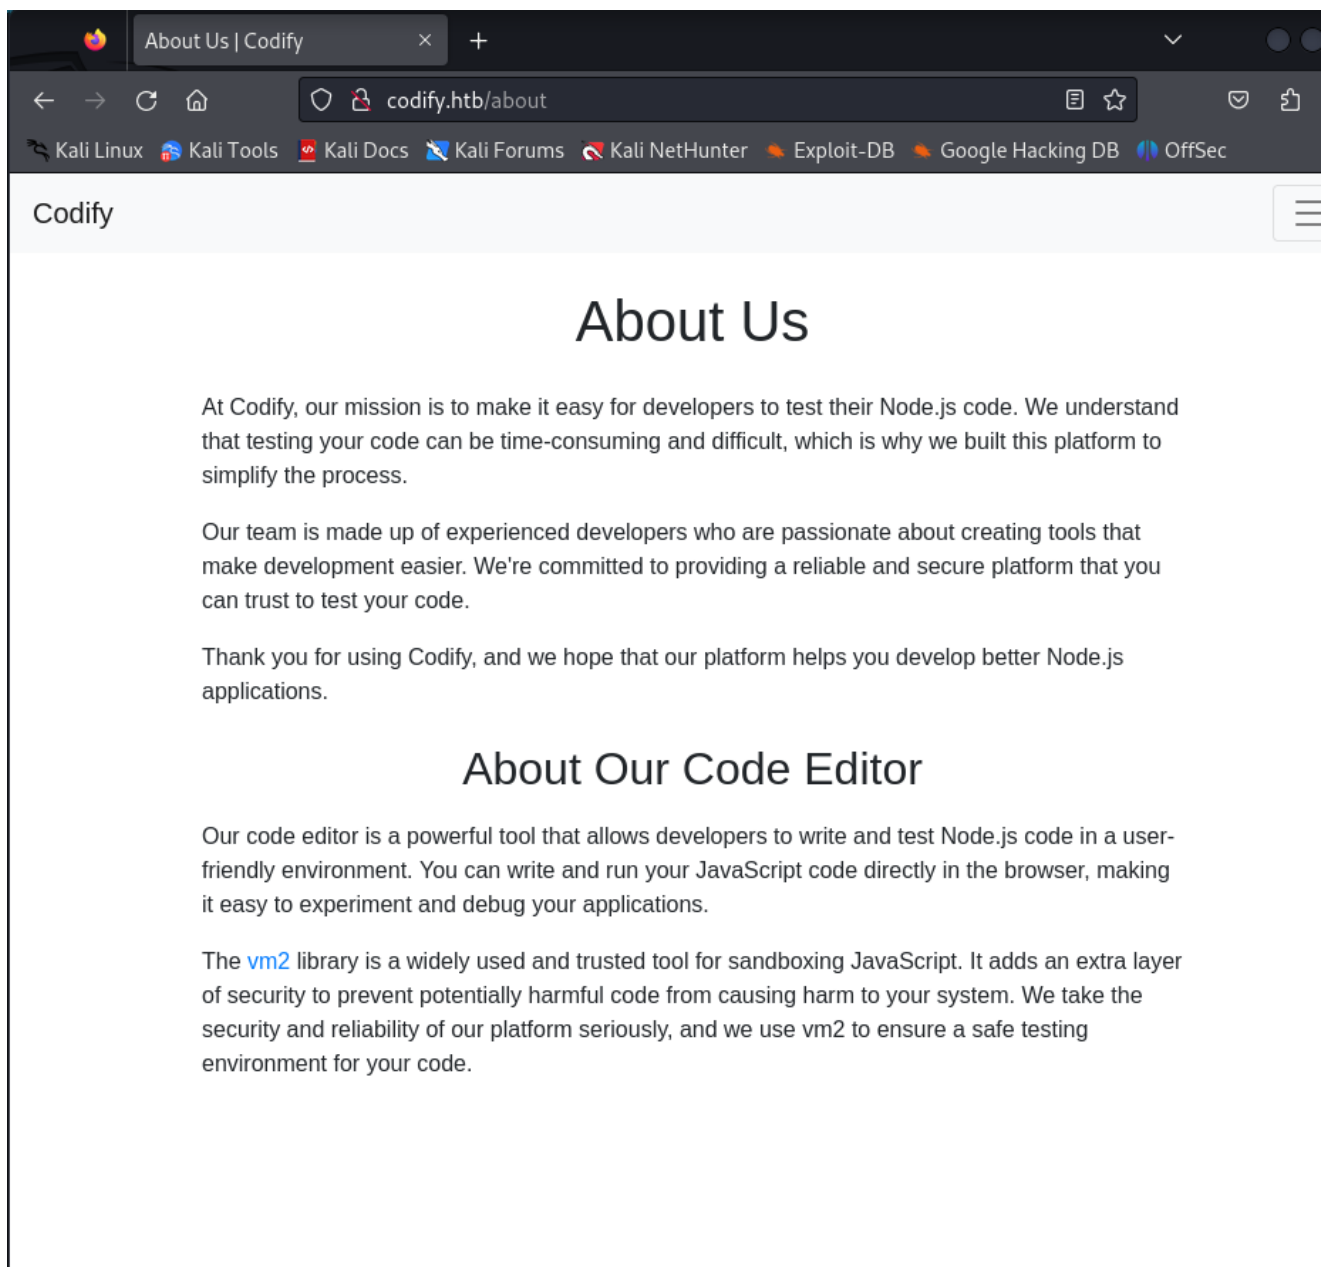 About Us | Codify
codify.htb/about
Kali Linux Kali Tools Kali Docs Kali Forums Kali NetHunter Exploit-DB Google Hacking DB OffSec
Codify
About Us
At Codify, our mission is to make it easy for developers to test their Node.js code. We understand
that testing your code can be time-consuming and difficult, which is why we built this platform to
simplify the process.
Our team is made up of experienced developers who are passionate about creating tools that
make development easier. We're committed to providing a reliable and secure platform that you
can trust to test your code.
Thank you for using Codify, and we hope that our platform helps you develop better Node.js
applications.
About Our Code Editor
Our code editor is a powerful tool that allows developers to write and test Node.js code in a user-
friendly environment. You can write and run your JavaScript code directly in the browser, making
it easy to experiment and debug your applications.
The vm2 library is a widely used and trusted tool for sandboxing JavaScript. It adds an extra layer
of security to prevent potentially harmful code from causing harm to your system. We take the
security and reliability of our platform seriously, and we use vm2 to ensure a safe testing
environment for your code.